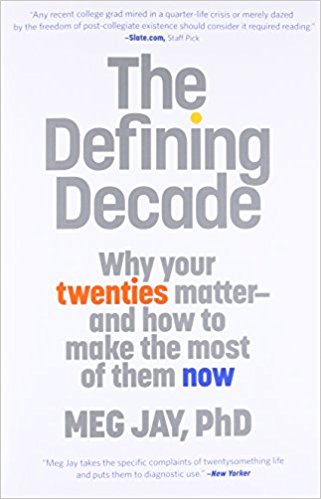 "Any recent college grad mired in a quarter-life crisis or merely dazed
by the freedom of post-collegiate existence should consider it required reading."
–Slate.com, Staff Pick
The
Defining
Decade
Why your
twenties matter–
and how to
make the most
of them now
MEG JAY, PhD
"Meg Jay takes the specific complaints of twentysomething life
and puts them to diagnostic use." –New Yorker